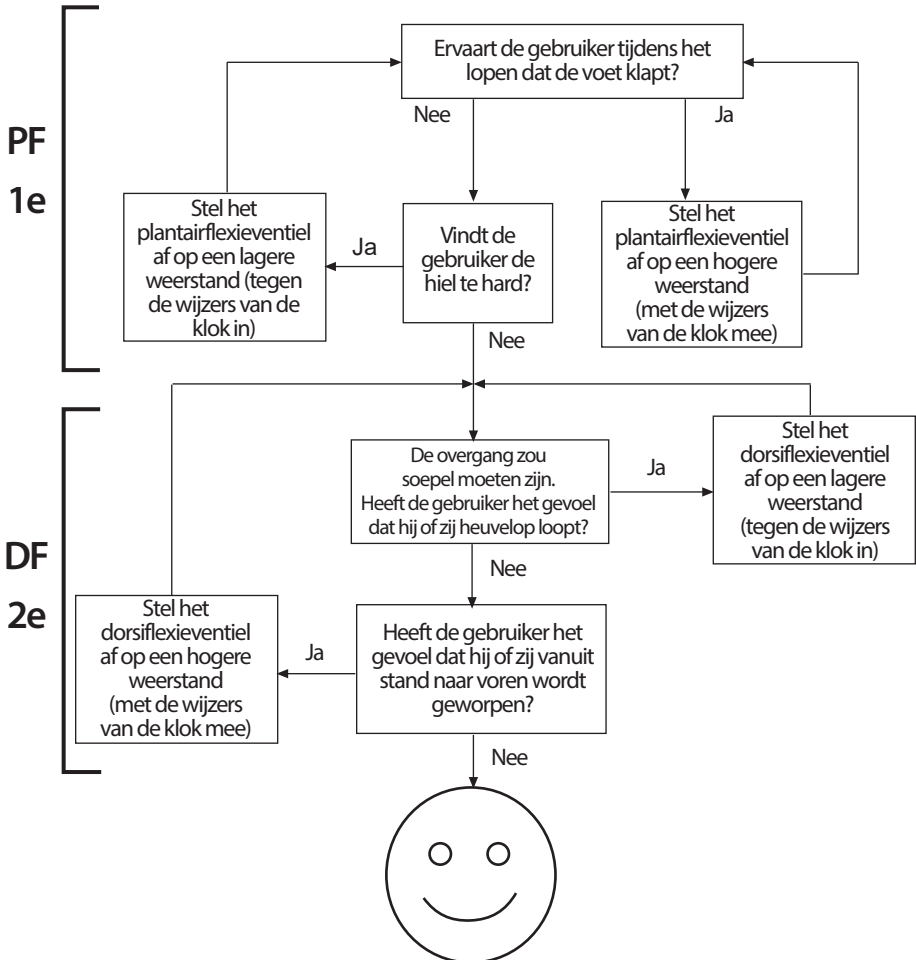 Ervaart de gebruiker tijdens het
lopen dat de voet klapt?
Nee
Ja
PF
1e
Stel het
plantairflexieventiel
af op een lagere
weerstand (tegen
de wijzers van de
klok in)
Ja
Vindt de
gebruiker de
hiel te hard?
Stel het
plantairflexieventiel
af op een hogere
weerstand
(met de wijzers
van de klok mee)
Nee
De overgang zou
soepel moeten zijn.
Heeft de gebruiker het gevoel
dat hij of zij heuvelop loopt?
Ja
Stel het
dorsiflexieventiel
af op een lagere
weerstand
(tegen de wijzers
van de klok in)
DF
2e
Nee
Stel het
dorsiflexieventiel
af op een hogere
weerstand
(met de wijzers
van de klok mee)
Ja
Heeft de gebruiker het
gevoel dat hij of zij vanuit
stand naar voren wordt
geworpen?
Nee